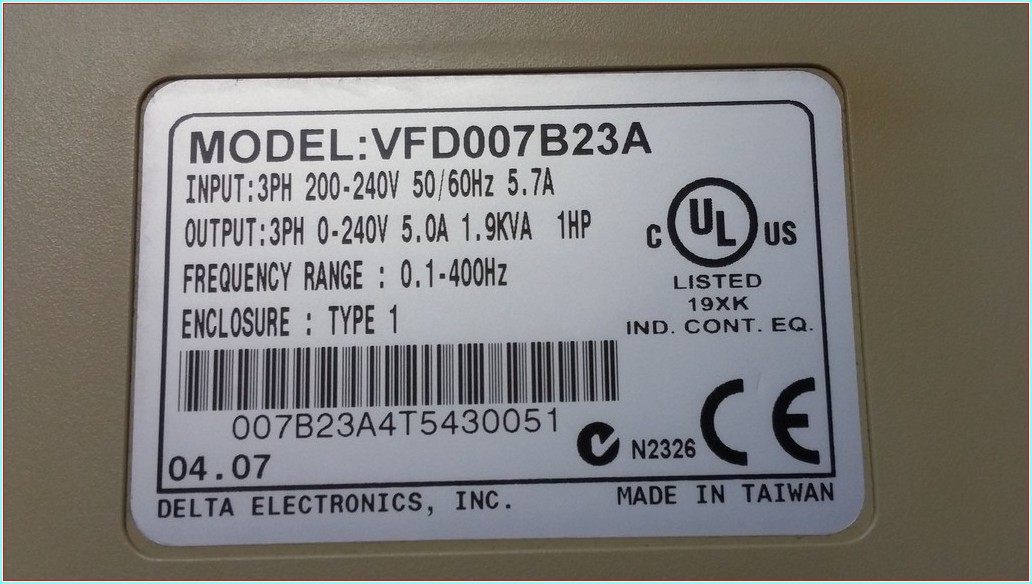 MODEL:VFD007B23A
INPUT:3PH 200-240V 50/60Hz 5.7A
OUTPUT:3PH 0-240V 5.0A 1.9KVA 1HP
FREQUENCY RANGE : 0.1-400Hz
ENCLOSURE : TYPE 1
C UL US
LISTED
19XK
IND. CONT. EQ.
007B23A4T5430051
N2326
CE
04.07
DELTA ELECTRONICS, INC.
MADE IN TAIWAN